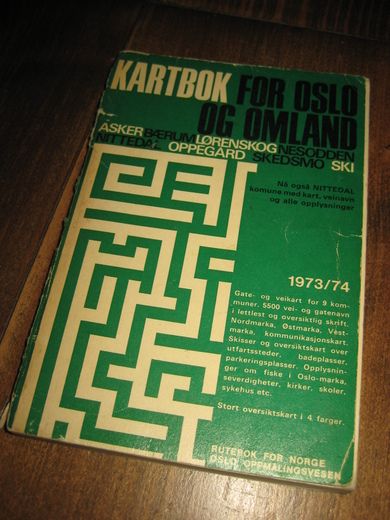 KARTBOK FOR OSLO
OG OMLAND
ASKER BÆRUM LØRENSKOG NESODDEN
NITTEDAL OPPEGÅRD SKEDSMO SKI
Nå også NITTEDAL
komune med kart, veinavn
og alle opplysninger
1973/74
Gate- og veikart for 9 kom-
muner. 5500 vei- og gatenavn
i lettlest og oversiktlig skrift.
Nordmarka, Østmarka, Vest-
marka, kommunikasjonskart.
Skisser og oversiktskart over
utfartssteder, badeplasser,
parkeringsplasser. Opplysnin-
ger om fiske i Oslo-marka,
severdigheter, kirker, skoler,
sykehus etc.
Stort oversiktskart i 4 farger.
RUTEBOK FOR NORGE
OSLO OPPMÅLINGSVESEN